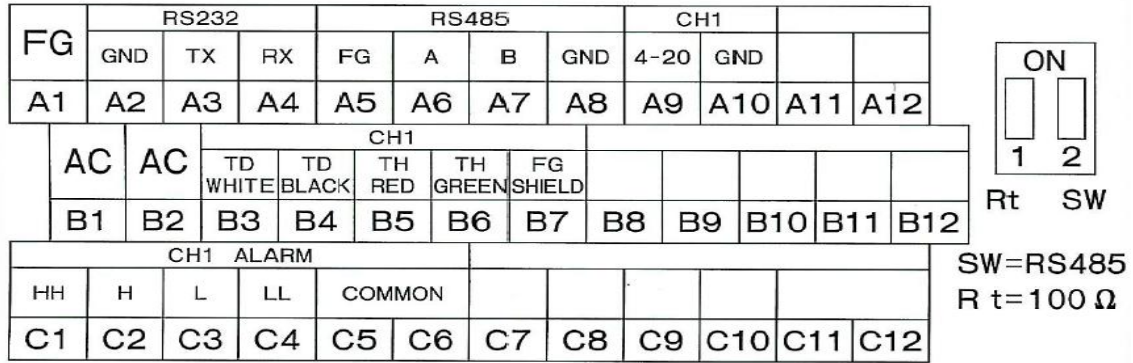 FG RS232 RS485 CH1
GND TX RX FG A B GND 4-20 GND
A1 A2 A3 A4 A5 A6 A7 A8 A9 A10 A11 A12
AC AC CH1
TD WHITE TD BLACK TH RED TH GREEN FG SHIELD
B1 B2 B3 B4 B5 B6 B7 B8 B9 B10 B11 B12
CH1 ALARM
HH H L LL COMMON
C1 C2 C3 C4 C5 C6 C7 C8 C9 C10 C11 C12
ON
1 2
Rt SW
SW=RS485
R t=100 Ω